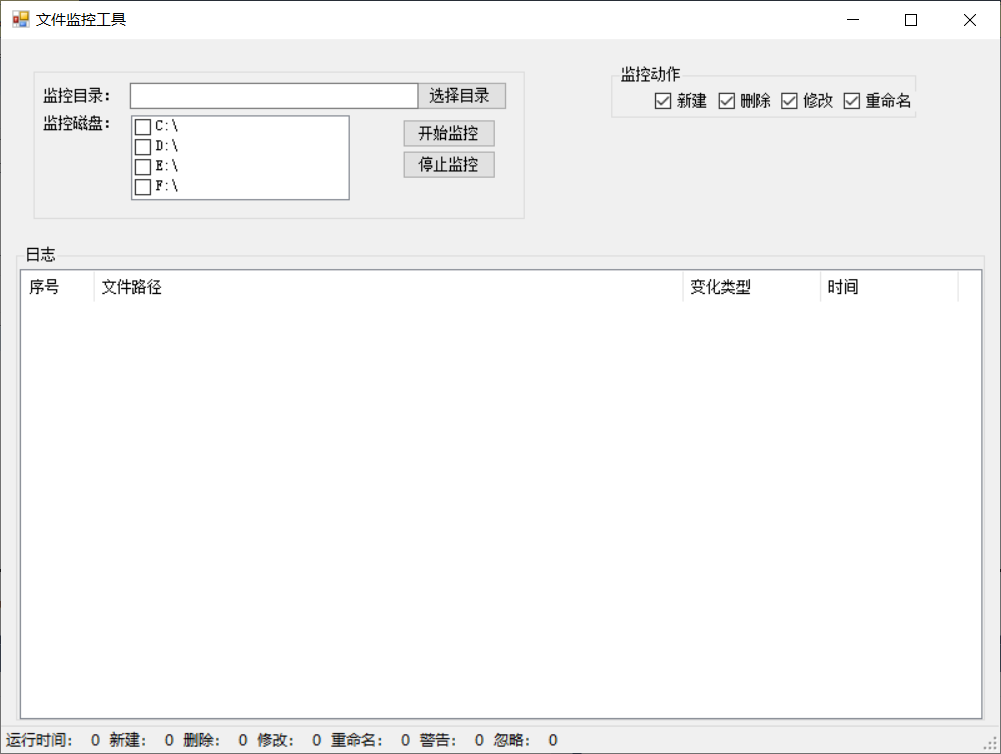 文件监控工具
监控动作
监控目录： 选择目录 新建 删除 修改 重命名
监控磁盘： C:\ 开始监控
D:\
E:\ 停止监控
F:\
日志
序号 文件路径 变化类型 时间
运行时间: 0 新建: 0 删除: 0 修改: 0 重命名: 0 警告: 0 忽略: 0